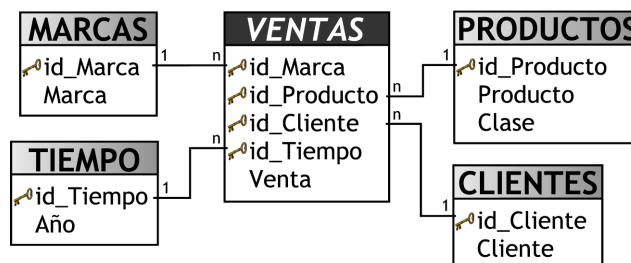 MARCAS
id_Marca
Marca
1
n
VENTAS
id_Marca
id_Producto
id_Cliente
id_Tiempo
Venta
n
n
n
1
PRODUCTOS
id_Producto
Producto
Clase
TIEMPO
id_Tiempo
Año
1
1
CLIENTES
id_Cliente
Cliente